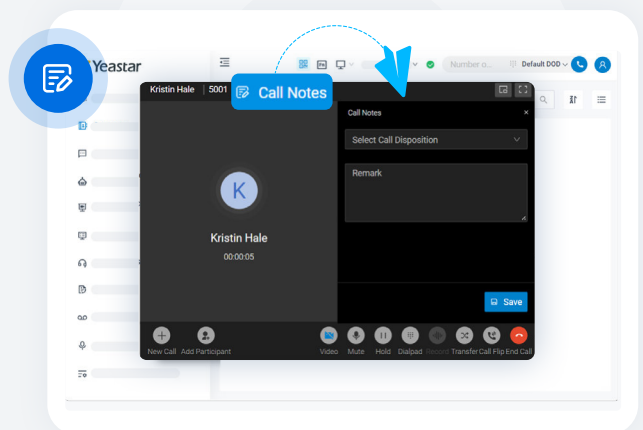 Yeastar
Number o...
Default DOD
Kristin Hale
5001
Call Notes
Call Notes
Select Call Disposition
Remark
K
Kristin Hale
00:00:05
Save
New Call
Add Participant
Video
Mute
Hold
Dialpad
Record
Transfer
Call Flip
End Call